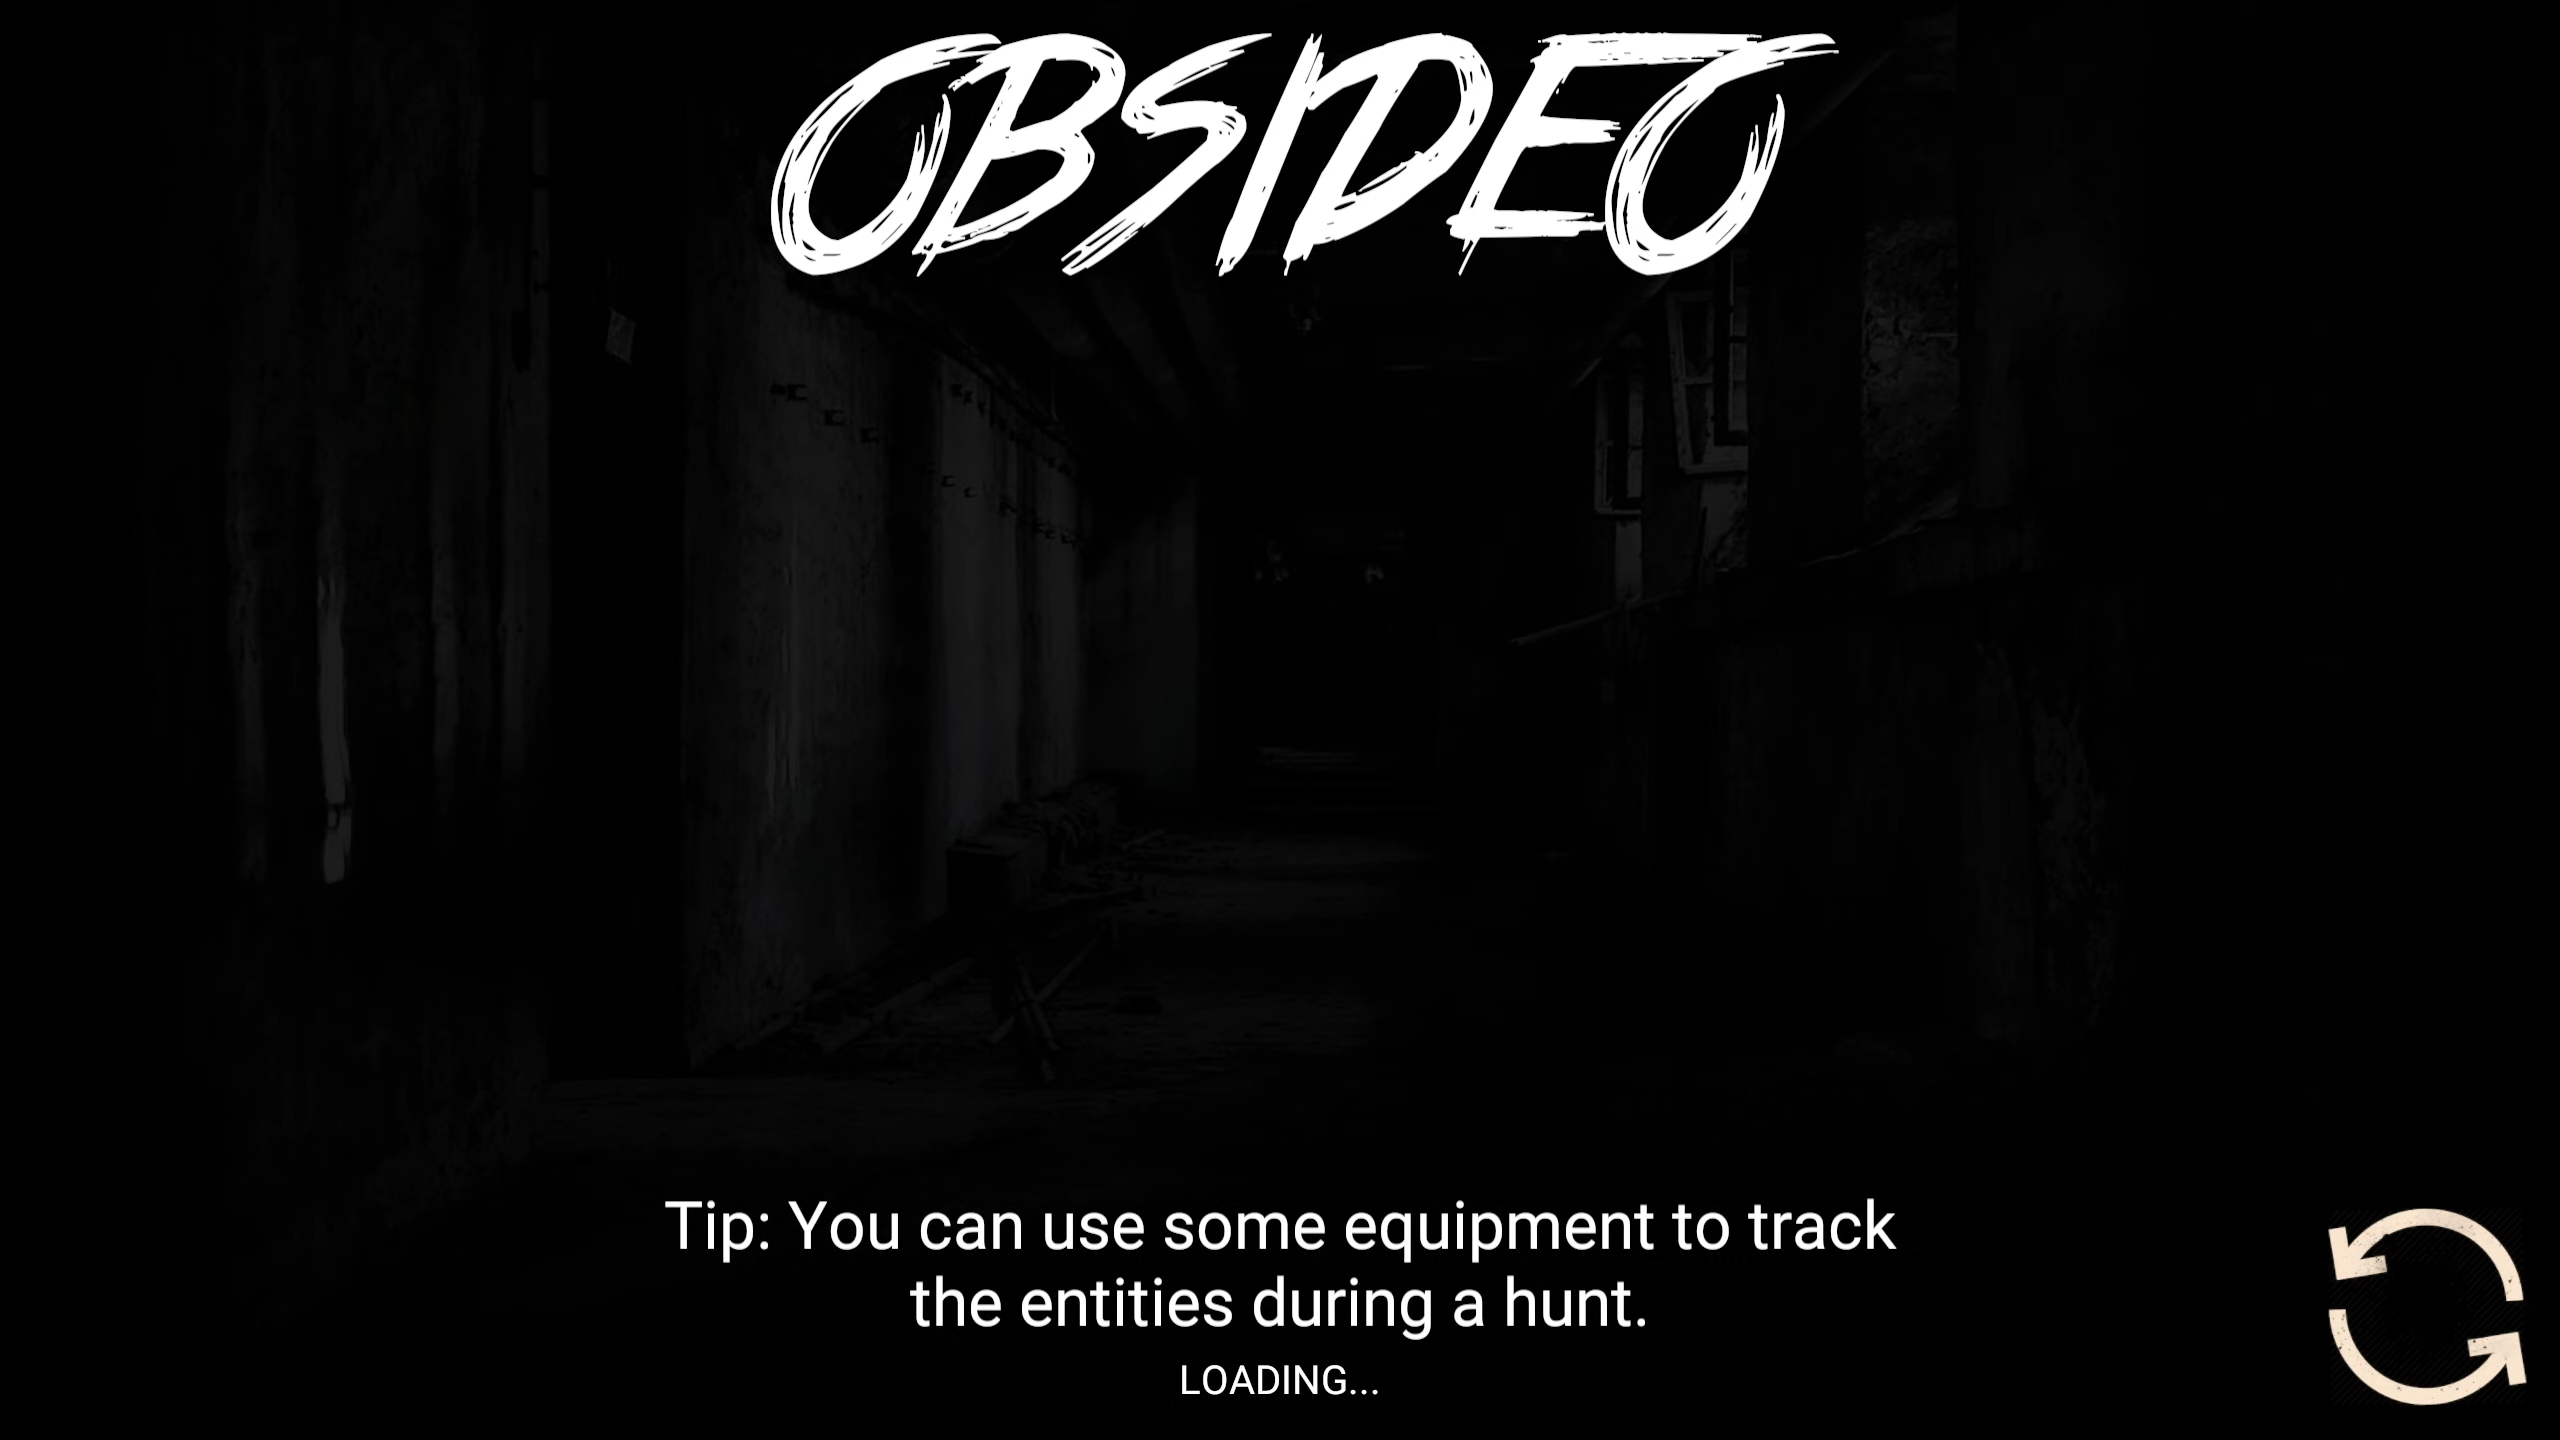 OBSIDEO
Tip: You can use some equipment to track
the entities during a hunt.
LOADING...